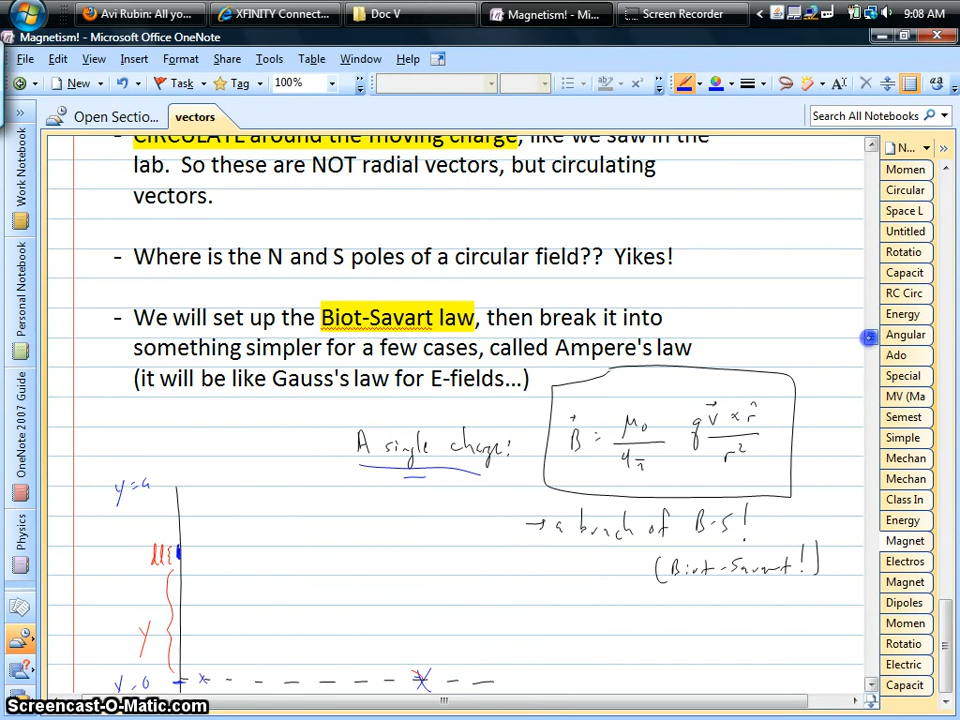 Avi Rubin: All you...
XFINITY Connect...
Doc V
Magnetism! - Mi...
Screen Recorder
9:08 AM
Magnetism! - Microsoft Office OneNote
File Edit View Insert Format Share Tools Table Window Help
New Task Tag 100%
Open Sectio... vectors
Search All Notebooks
Work Notebook
Personal Notebook
OneNote 2007 Guide
Physics
CIRCULATE around the moving charge, like we saw in the
lab. So these are NOT radial vectors, but circulating
vectors.
- Where is the N and S poles of a circular field?? Yikes!
- We will set up the Biot-Savart law, then break it into
something simpler for a few cases, called Ampere's law
(it will be like Gauss's law for E-fields...)
A single charge:
B⃗ = μ₀/4π q v⃗ × r̂ / r²
→ a bunch of B-S!
(Biot-Savart!)
y=a
y
N...
Momen
Circular
Space L
Untitled
Rotatio
Capacit
RC Circ
Energy
Angular
Ado
Special
MV (Ma
Semest
Simple
Mechan
Mechan
Class In
Energy
Magnet
Electros
Magnet
Dipoles
Momen
Rotatio
Electric
Capacit
Screencast-O-Matic.com